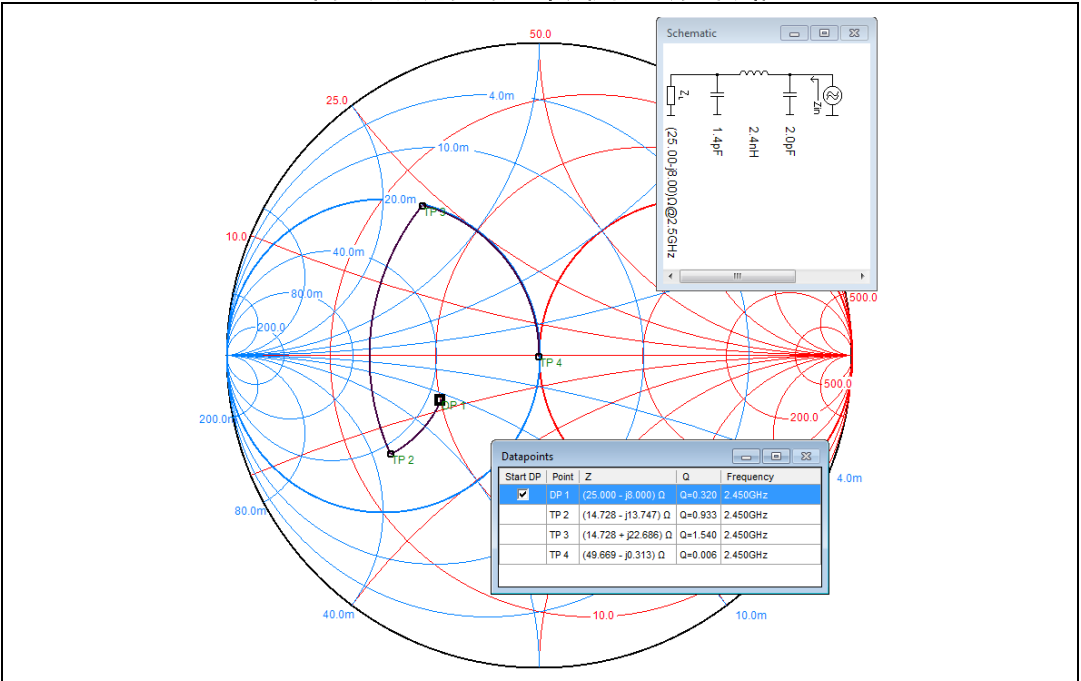 50.0
25.0
4.0m
10.0m
20.0m
TP 3
10.0
40.0m
80.0m
200.0
DP 1
TP 2
TP 4
200.0m
80.0m
40.0m
10.0
10.0m
4.0m
200.0
500.0
500.0
Schematic
ZL
Zin
(25.00-j8.00)Ω@2.5GHz
1.4pF
2.4nH
2.0pF
Datapoints
Start DP Point Z Q Frequency
DP 1 (25.000 - j8.000) Ω Q=0.320 2.450GHz
TP 2 (14.728 - j13.747) Ω Q=0.933 2.450GHz
TP 3 (14.728 + j22.686) Ω Q=1.540 2.450GHz
TP 4 (49.669 - j0.313) Ω Q=0.006 2.450GHz